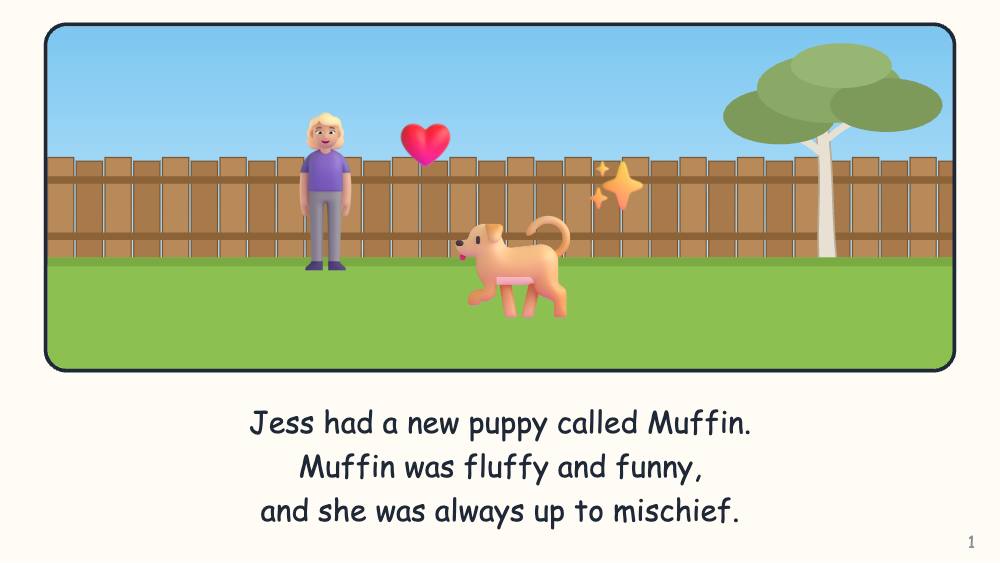 Jess had a new puppy called Muffin.
Muffin was fluffy and funny,
and she was always up to mischief.
1